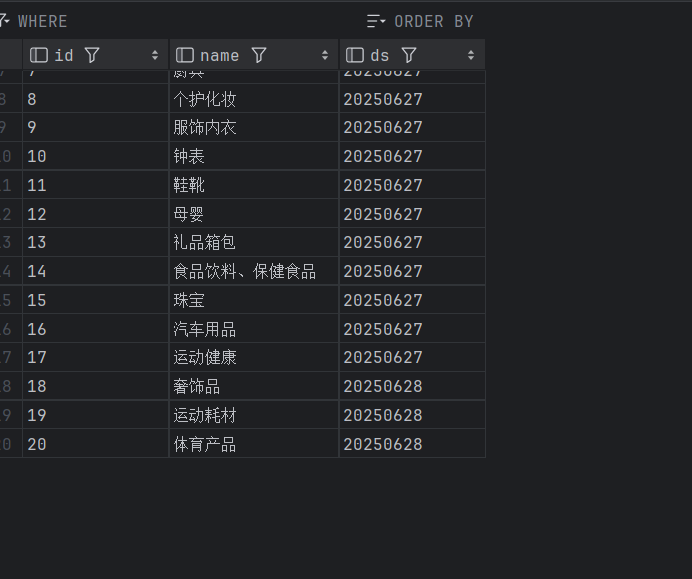 WHERE ORDER BY
id name ds
7 厨具 20250627
8 8 个护化妆 20250627
9 9 服饰内衣 20250627
10 10 钟表 20250627
11 11 鞋靴 20250627
12 12 母婴 20250627
13 13 礼品箱包 20250627
14 14 食品饮料、保健食品 20250627
15 15 珠宝 20250627
16 16 汽车用品 20250627
17 17 运动健康 20250627
18 18 奢饰品 20250628
19 19 运动耗材 20250628
20 20 体育产品 20250628